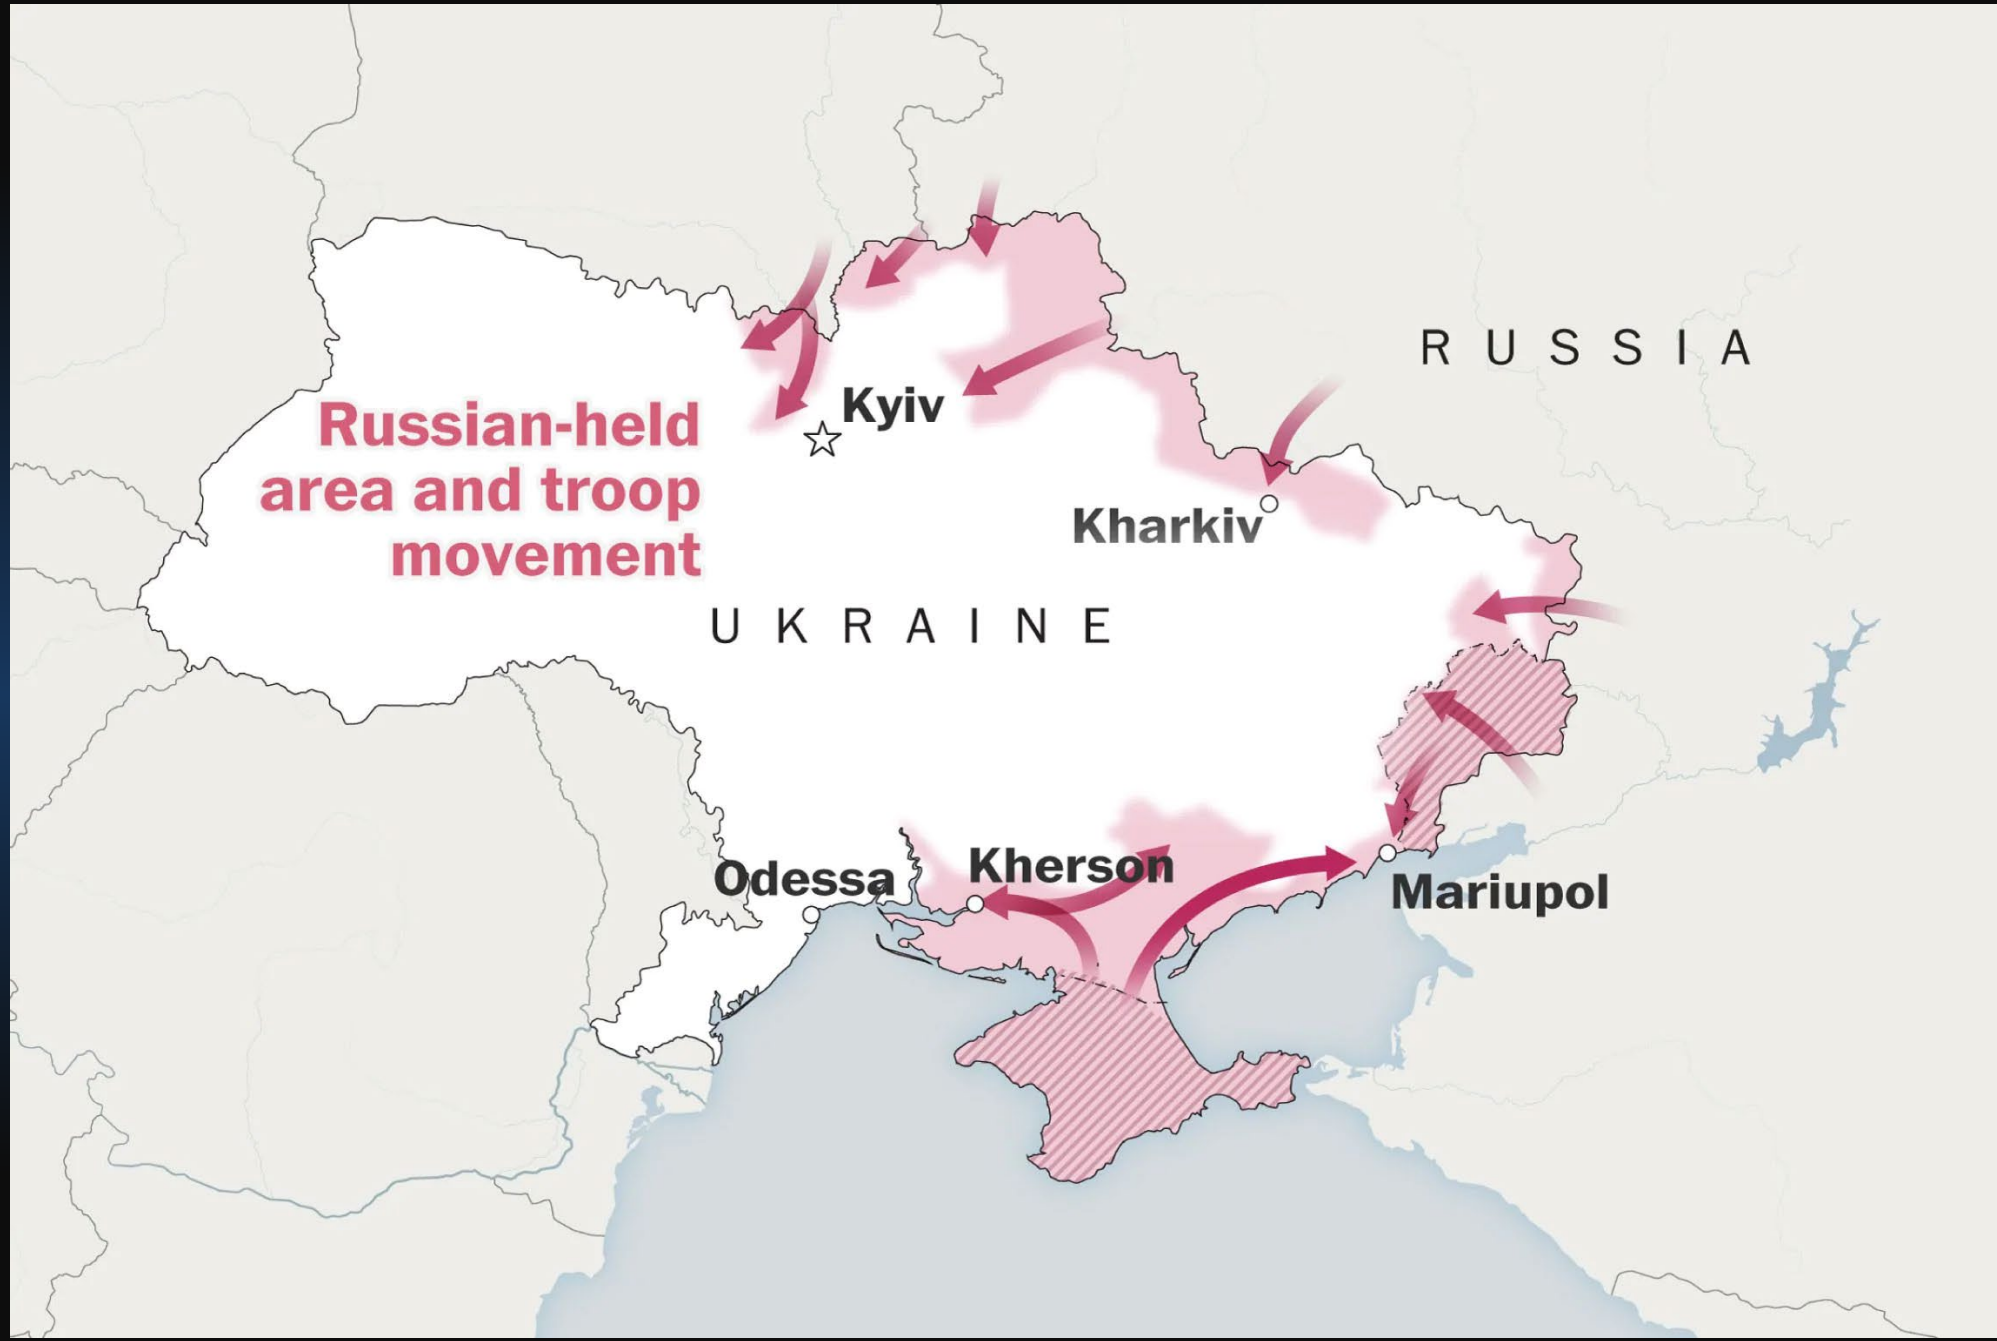 RUSSIA
Kyiv
Russian-held
area and troop
movement
Kharkiv
UKRAINE
Odessa
Kherson
Mariupol